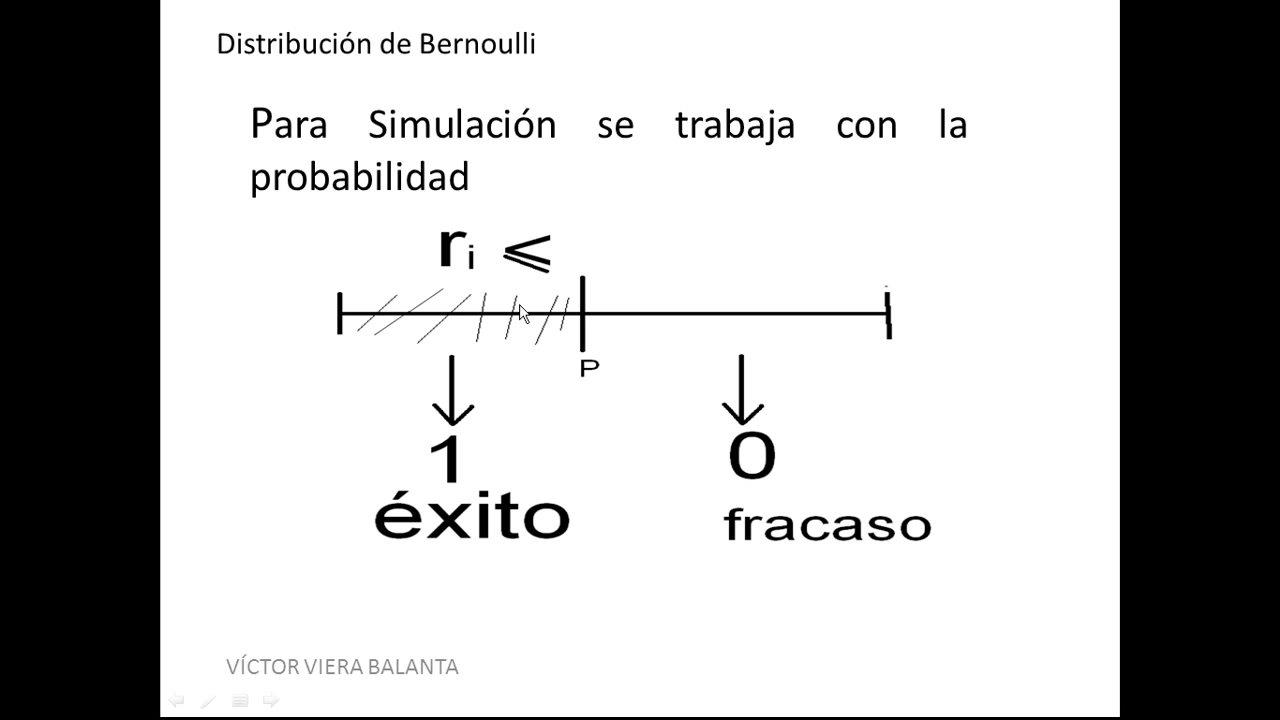 Distribución de Bernoulli
Para Simulación se trabaja con la
probabilidad
ri ⩽
P
1 0
éxito fracaso
VÍCTOR VIERA BALANTA